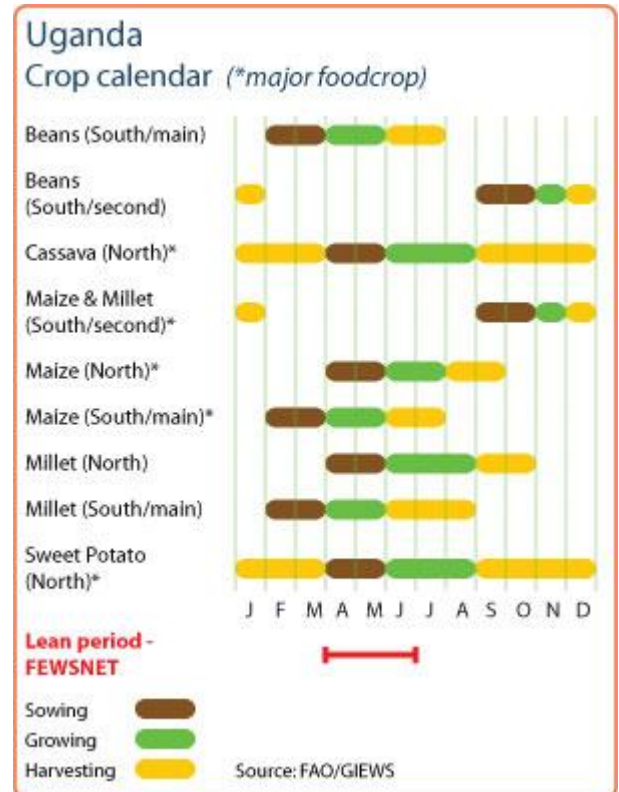 Uganda
Crop calendar (*major foodcrop)
Beans (South/main)
Beans
(South/second)
Cassava (North)*
Maize & Millet
(South/second)*
Maize (North)*
Maize (South/main)*
Millet (North)
Millet (South/main)
Sweet Potato
(North)*
J F M A M J J A S O N D
Lean period -
FEWSNET
Sowing
Growing
Harvesting Source: FAO/GIEWS